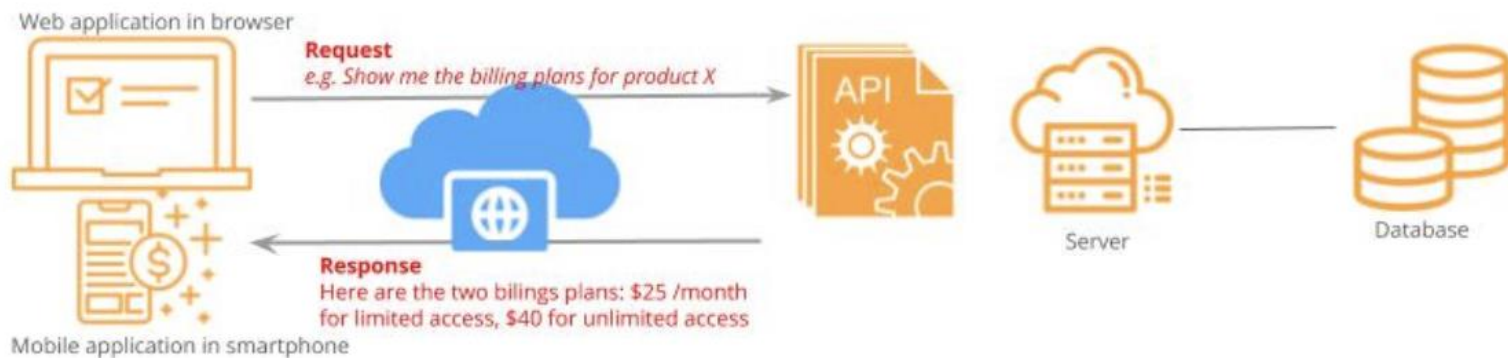 Web application in browser
Request
e.g. Show me the billing plans for product X
API
Server
Database
Response
Here are the two bilings plans: $25 /month
for limited access, $40 for unlimited access
$
Mobile application in smartphone